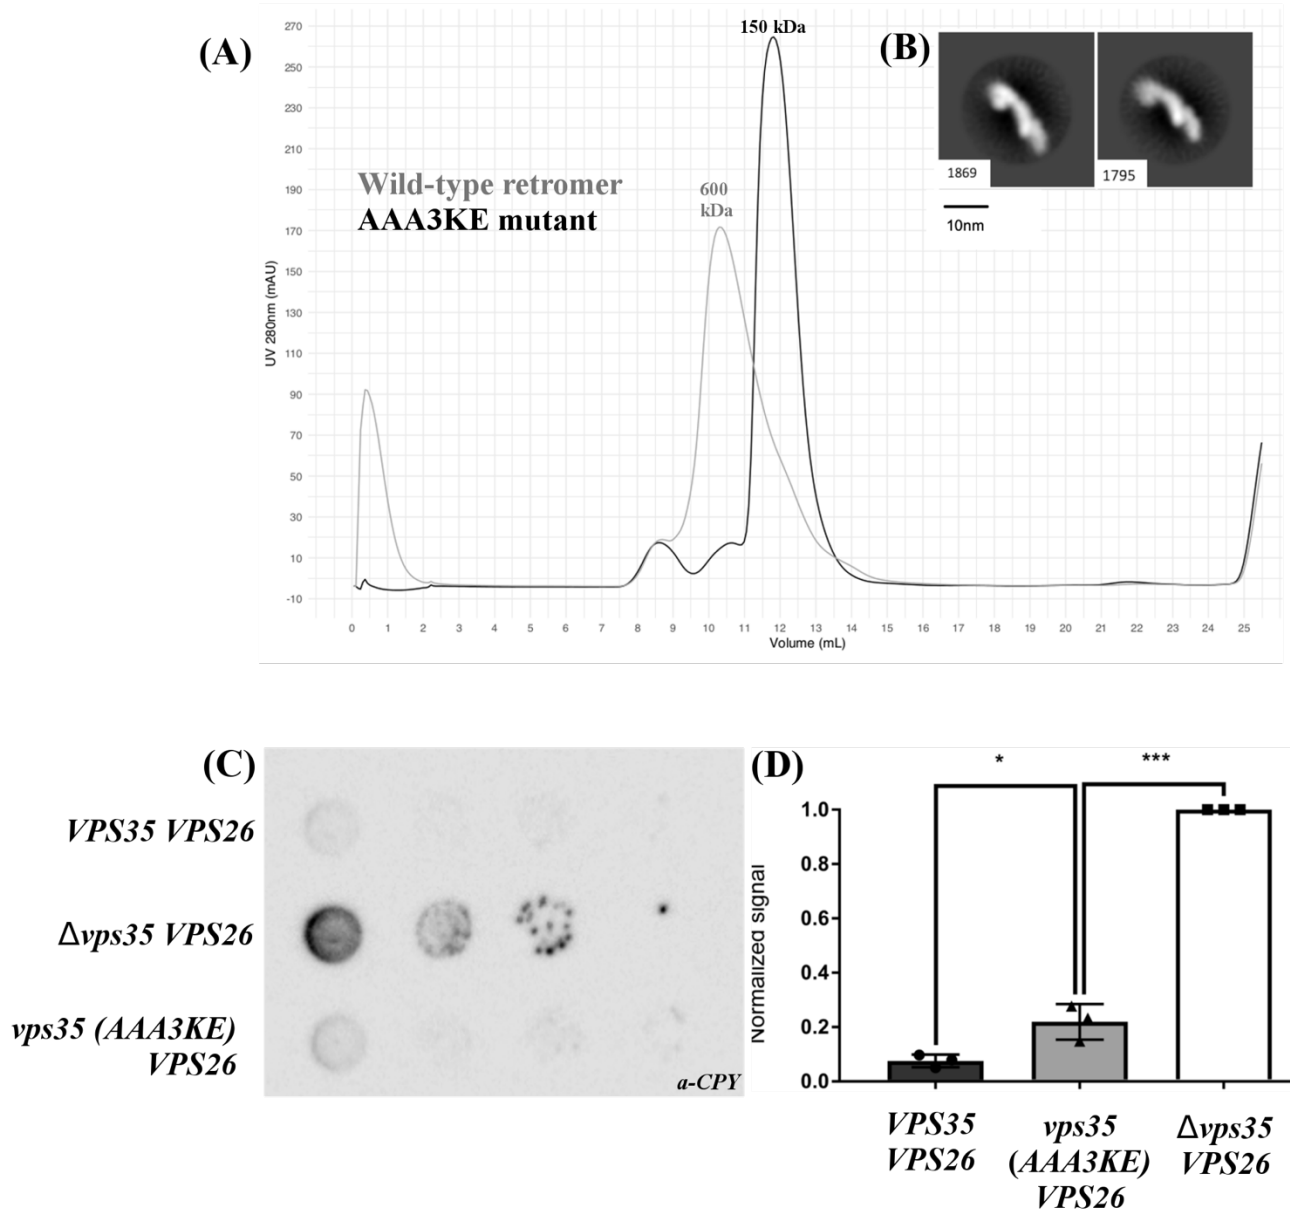 (A)
270
250
230
210
190
170
150
130
110
90
70
50
30
10
-10
UV 280nm (mAU)
150 kDa
Wild-type retromer
AAA3KE mutant
600
kDa
0 1 2 3 4 5 6 7 8 9 10 11 12 13 14 15 16 17 18 19 20 21 22 23 24 25
Volume (mL)
(B)
1869
1795
10nm
(C)
VPS35 VPS26
Δvps35 VPS26
vps35 (AAA3KE)
VPS26
a-CPY
(D)
*
***
1.0
0.8
0.6
0.4
0.2
0.0
Normalized signal
VPS35
VPS26
vps35
(AAA3KE)
VPS26
Δvps35
VPS26